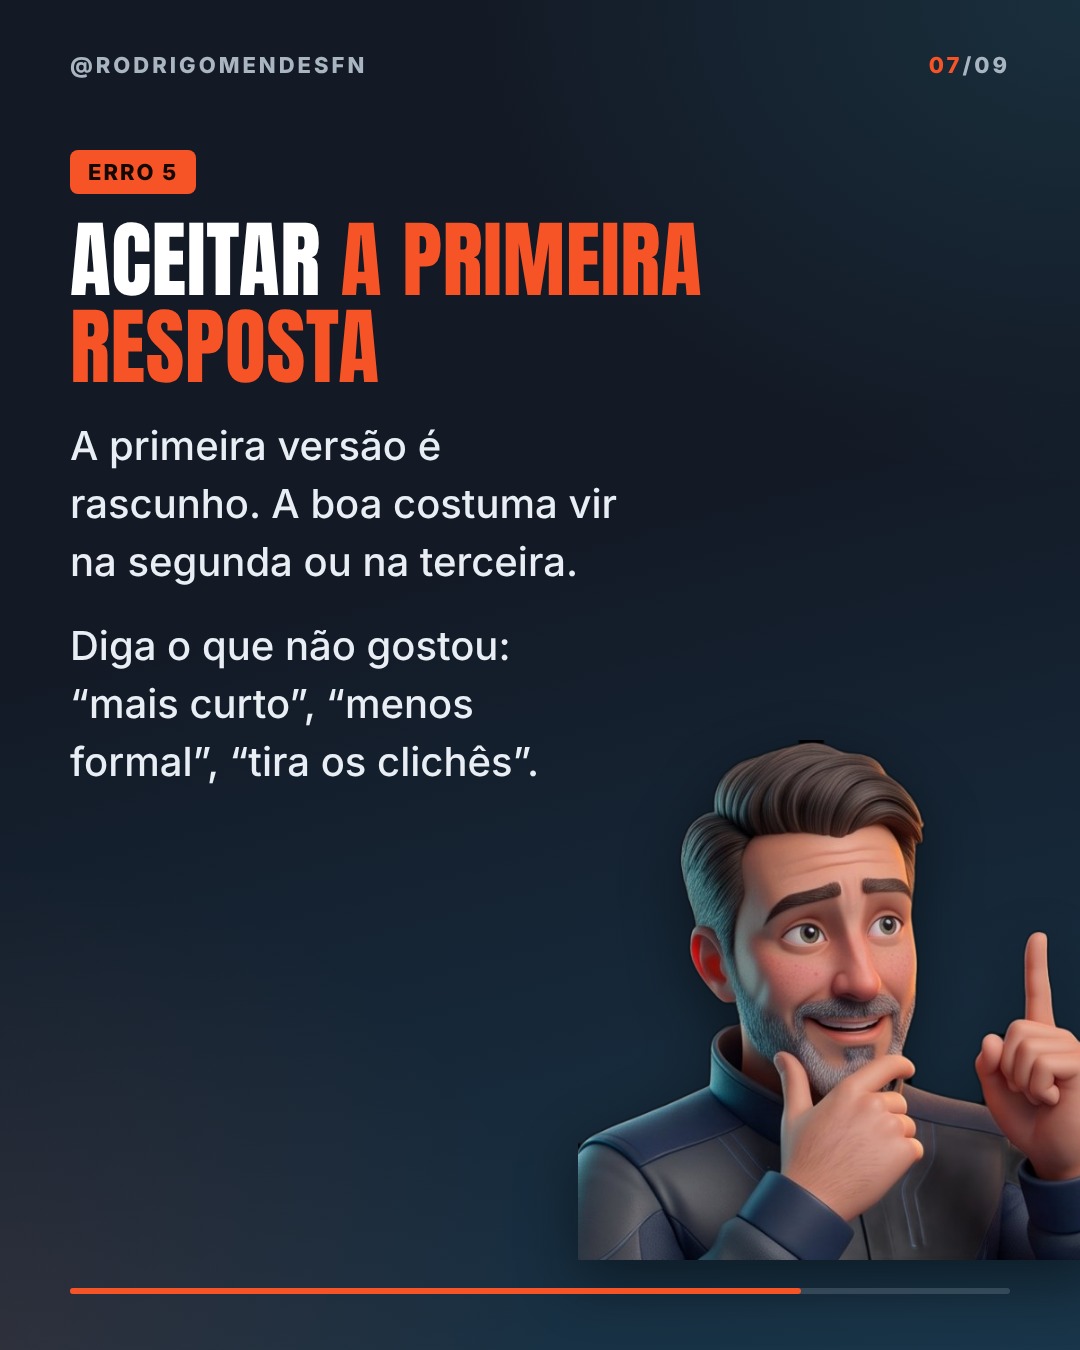 @RODRIGOMENDESFN
07/09
ERRO 5
ACEITAR A PRIMEIRA
RESPOSTA
A primeira versão é
rascunho. A boa costuma vir
na segunda ou na terceira.
Diga o que não gostou:
“mais curto”, “menos
formal”, “tira os clichês”.